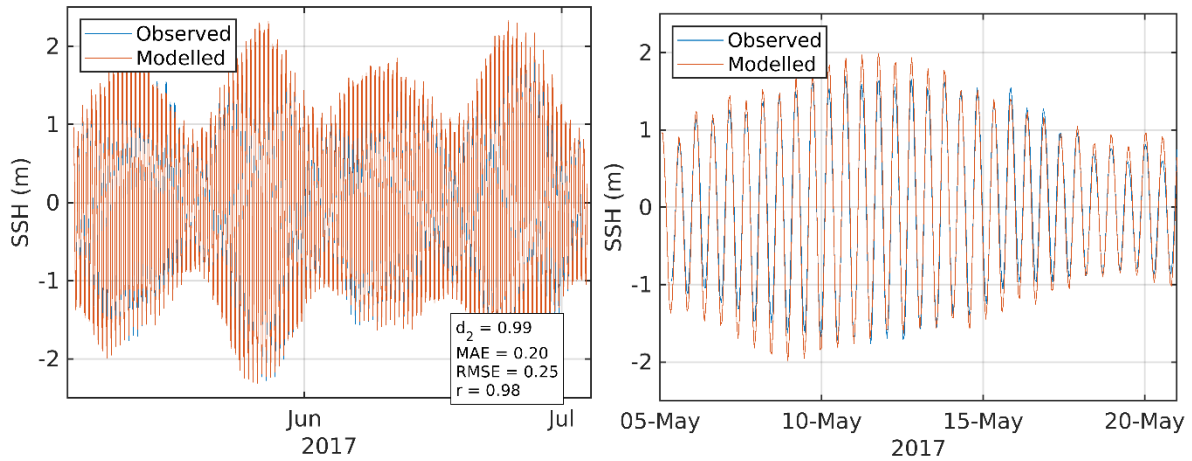 Observed
Modelled
SSH (m)
2
1
0
-1
-2
d2 = 0.99
MAE = 0.20
RMSE = 0.25
r = 0.98
Jun
Jul
2017
Observed
Modelled
SSH (m)
2
1
0
-1
-2
05-May
10-May
15-May
20-May
2017